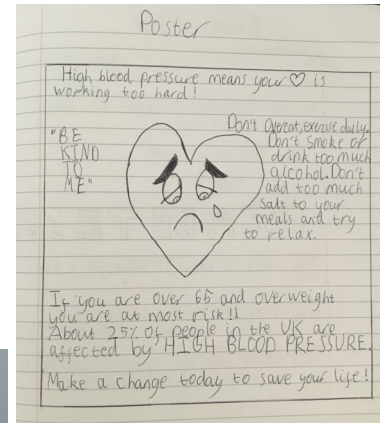 Poster
High blood pressure means your ♡ is
working too hard!
"BE
KIND
TO
ME"
Don't Overeat, exercise daily.
Don't smoke or
drink too much
alcohol. Don't
add too much
Salt to your
meals and try
to relax.
If you are over 65 and overweight
you are at most risk!!
About 25% of people in the UK are
affected by HIGH BLOOD PRESSURE.
Make a change today to save your life!